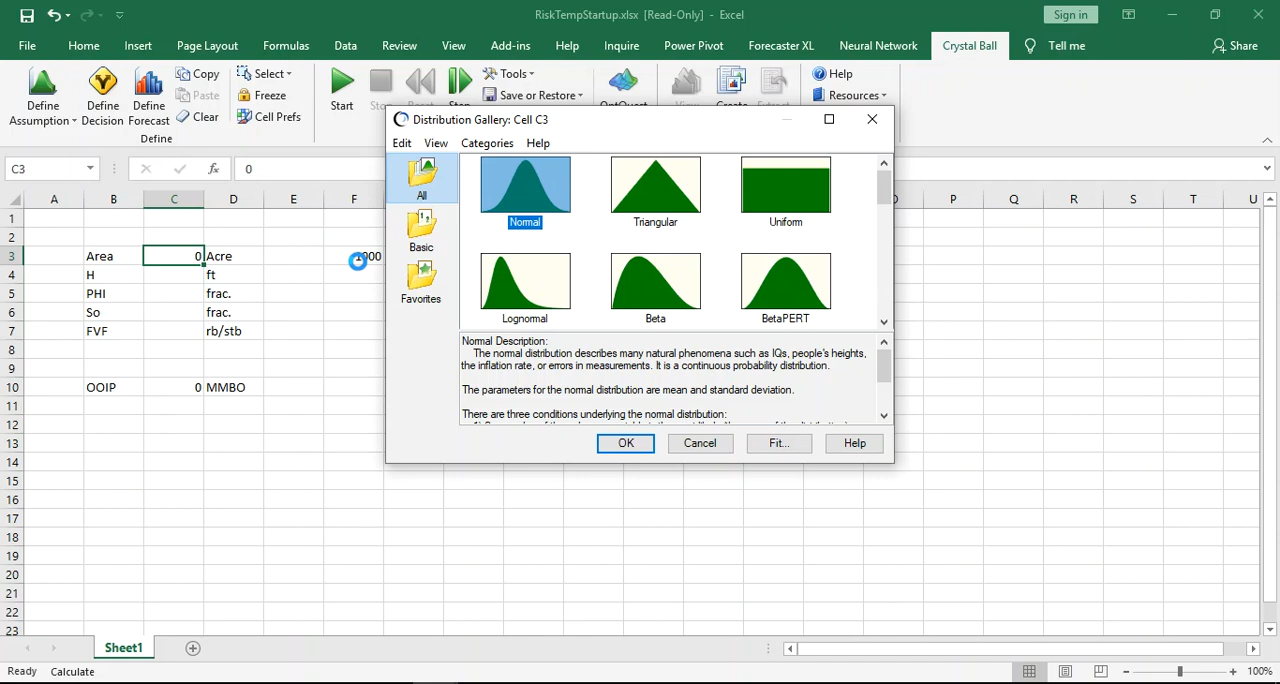 RiskTempStartup.xlsx [Read-Only] - Excel
Sign in
File Home Insert Page Layout Formulas Data Review View Add-ins Help Inquire Power Pivot Forecaster XL Neural Network Crystal Ball Tell me Share
Define Assumption
Define Decision
Define Forecast
Copy
Paste
Clear
Select
Freeze
Cell Prefs
Define
Start
Tools
Save or Restore
Help
Resources
C3
0
Distribution Gallery: Cell C3
Edit View Categories Help
All
Basic
Favorites
Normal Triangular Uniform
Lognormal Beta BetaPERT
Normal Description:
The normal distribution describes many natural phenomena such as IQs, people's heights,
the inflation rate, or errors in measurements. It is a continuous probability distribution.
The parameters for the normal distribution are mean and standard deviation.
There are three conditions underlying the normal distribution:
OK Cancel Fit... Help
A B C D E F P Q R S T U
1
2
3 Area 0 Acre
4 H ft
5 PHI frac.
6 So frac.
7 FVF rb/stb
8
9
10 OOIP 0 MMBO
11
12
13
14
15
16
17
18
19
20
21
22
23
Sheet1
Ready Calculate
100%